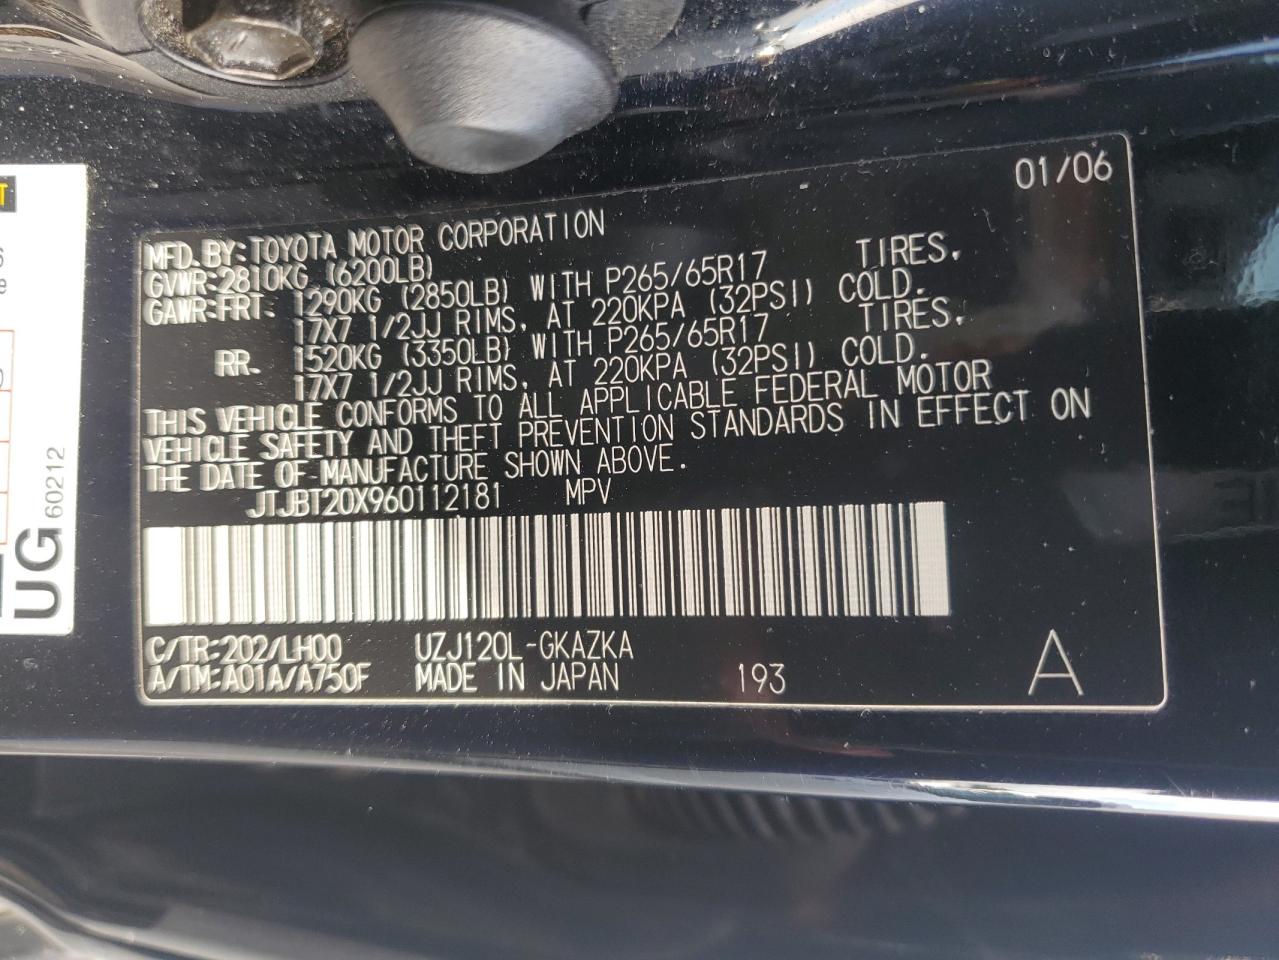 01/06
MFD.BY:TOYOTA MOTOR CORPORATION
GVWR:2810KG (6200LB)
GAWR:FRT. 1290KG (2850LB) WITH P265/65R17 TIRES,
17X7 1/2JJ RIMS, AT 220KPA (32PSI) COLD.
RR. 1520KG (3350LB) WITH P265/65R17 TIRES,
17X7 1/2JJ RIMS, AT 220KPA (32PSI) COLD.
THIS VEHICLE CONFORMS TO ALL APPLICABLE FEDERAL MOTOR
VEHICLE SAFETY AND THEFT PREVENTION STANDARDS IN EFFECT ON
THE DATE OF MANUFACTURE SHOWN ABOVE.
JTJBT20X960112181 MPV
C/TR:202/LH00 UZJ120L-GKAZKA
A/TM:A01A/A750F MADE IN JAPAN 193 A
UG 60212